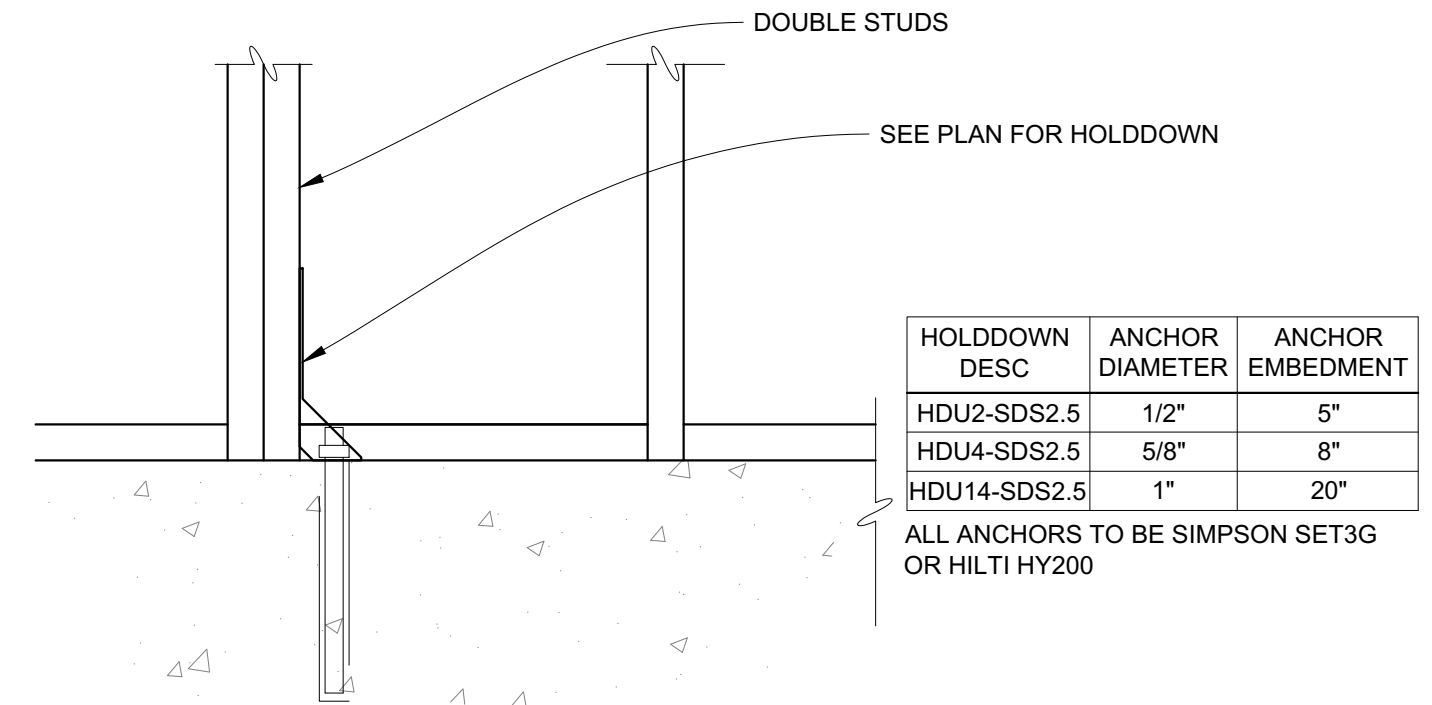 DOUBLE STUDS
SEE PLAN FOR HOLDDOWN
HOLDDOWN DESC ANCHOR DIAMETER ANCHOR EMBEDMENT
HDU2-SDS2.5 1/2" 5"
HDU4-SDS2.5 5/8" 8"
HDU14-SDS2.5 1" 20"
ALL ANCHORS TO BE SIMPSON SET3G
OR HILTI HY200